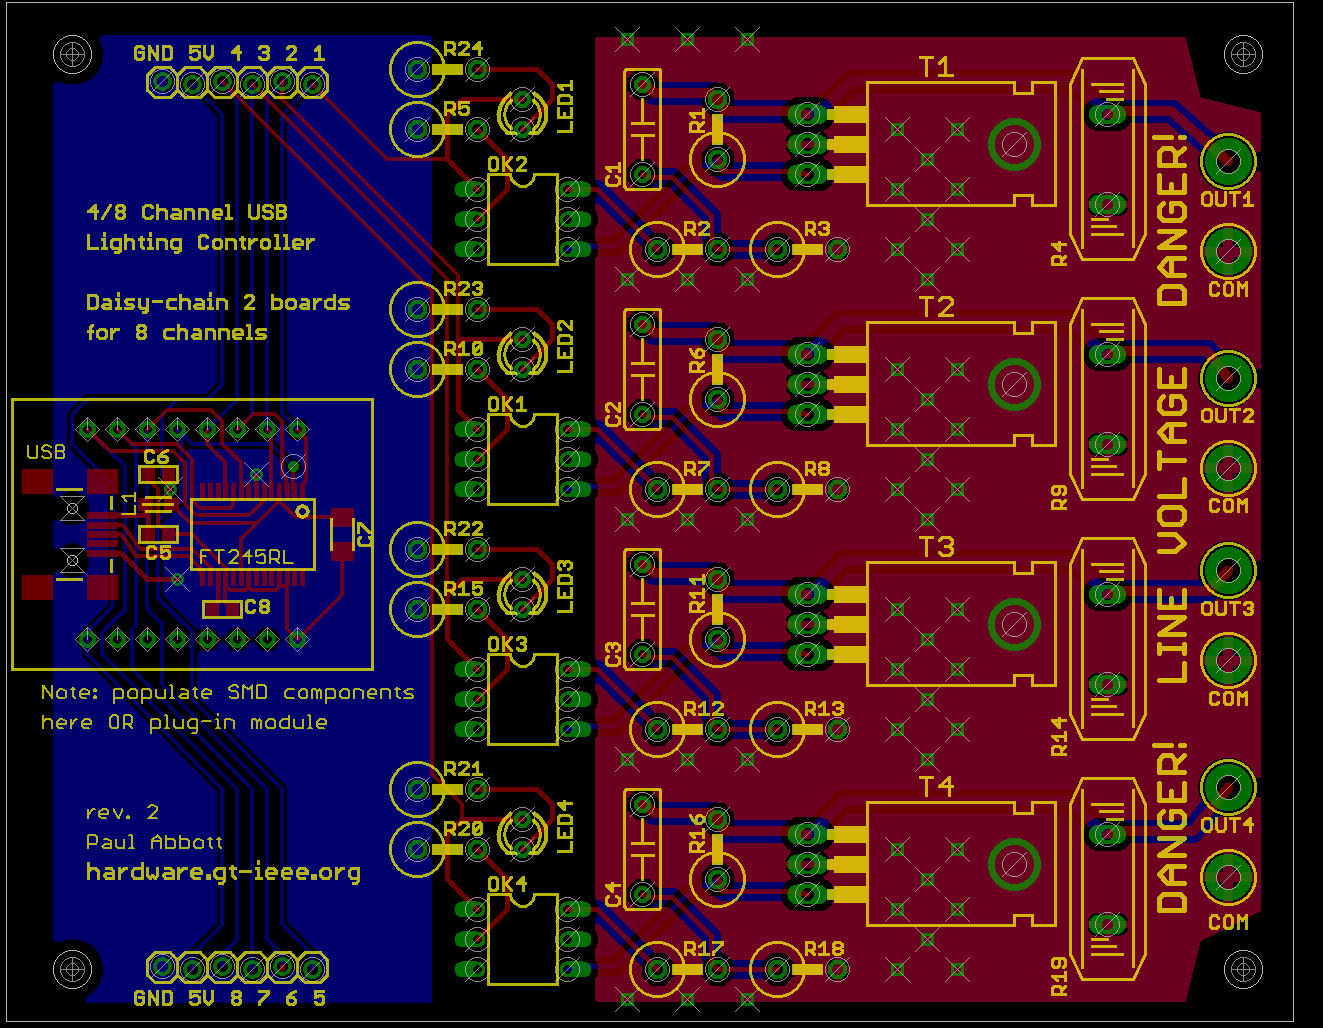 GND 5V 4 3 2 1
R24
R5
LED1
OK2
C1
R1
R2
R3
T1
R4
DANGER!
OUT1
COM
4/8 Channel USB
Lighting Controller
Daisy-chain 2 boards
for 8 channels
R23
R10
LED2
OK1
C2
R6
R7
R8
T2
R9
OUT2
COM
LINE VOLTAGE
USB
C6
L1
C5
FT245RL
C7
C8
R22
R15
LED3
OK3
C3
R11
R12
R13
T3
R14
OUT3
COM
Note: populate SMD components
here OR plug-in module
R21
R20
LED4
OK4
C4
R16
R17
R18
T4
R19
DANGER!
OUT4
COM
rev. 2
Paul Abbott
hardware.gt-ieee.org
GND 5V 8 7 6 5